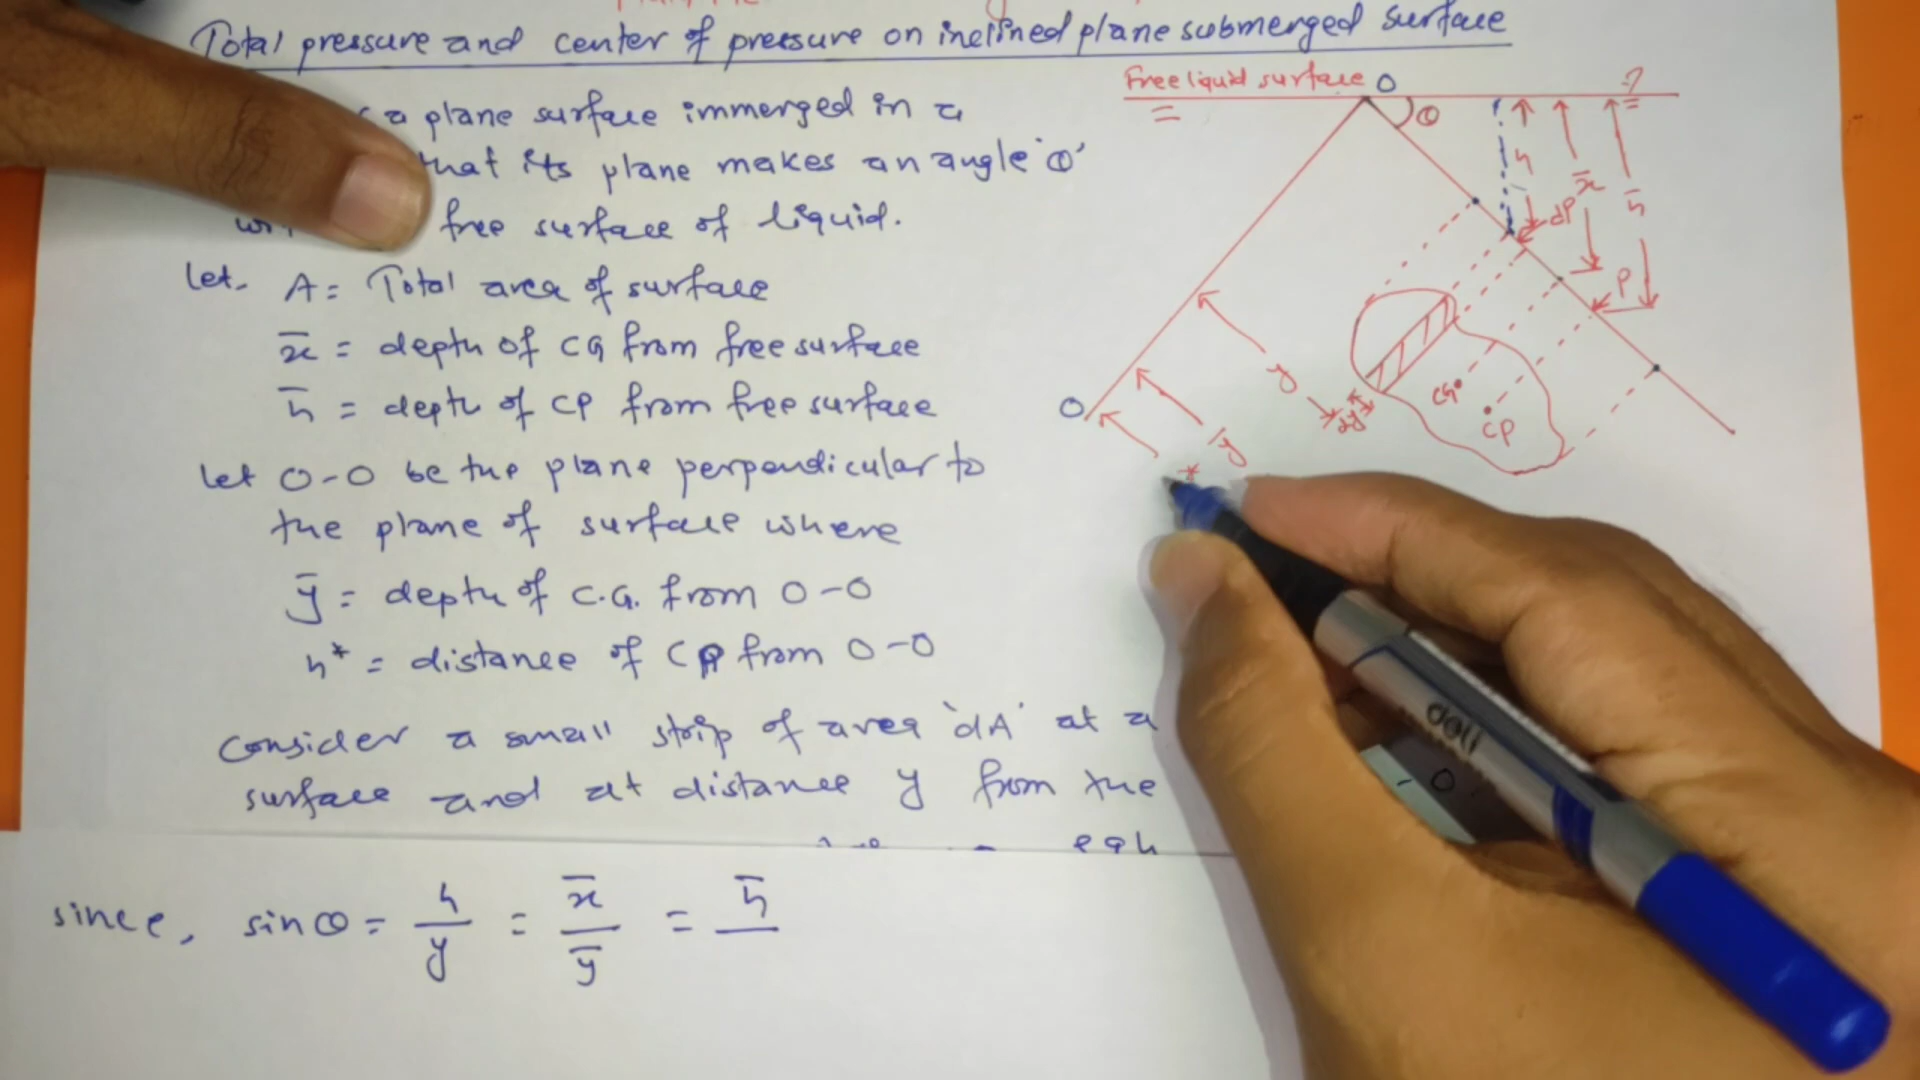 Total pressure and center of pressure on inclined plane submerged surface
a plane surface immerged in a
that its plane makes an angle 'θ'
free surface of liquid.
let, A = Total area of surface
x̄ = depth of CG from free surface
h̄ = depth of CP from free surface
Let O-O be the plane perpendicular to
the plane of surface where
ȳ = depth of C.G. from O-O
h* = distance of CP from O-O
Consider a small strip of area 'dA' at a
surface and at distance y from the
since, sin θ = h/y = x̄/ȳ = h̄/
Free liquid surface O
θ
h
x̄
h̄
dP
P
y
dy
ȳ
*
CG
CP
O
deli
- O